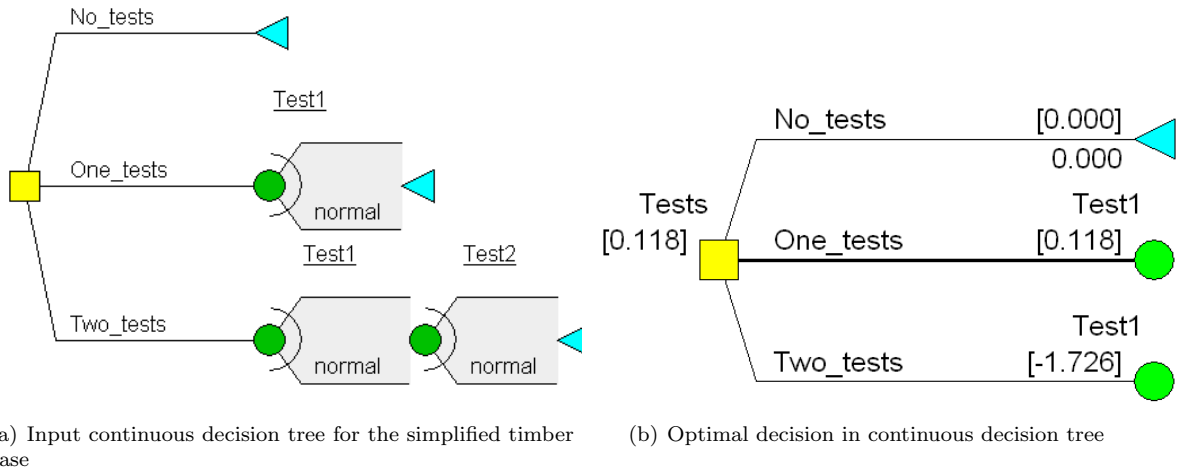 No_tests
Test1
One_tests
normal
Test1
Test2
Two_tests
normal
normal
a) Input continuous decision tree for the simplified timber
ase
No_tests
[0.000]
0.000
Tests
Test1
[0.118]
One_tests
[0.118]
Test1
Two_tests
[-1.726]
(b) Optimal decision in continuous decision tree